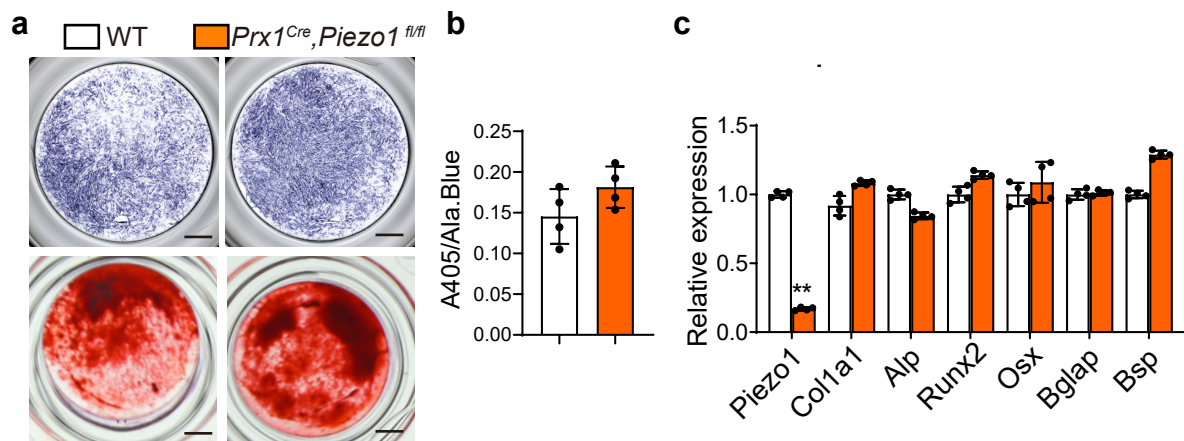 a
WT
Prx1Cre,Piezo1 fl/fl
b
A405/Ala.Blue
0.25
0.20
0.15
0.10
0.05
0.00
c
Relative expression
1.5
1.0
0.5
0.0
**
Piezo1
Col1a1
Alp
Runx2
Osx
Bglap
Bsp